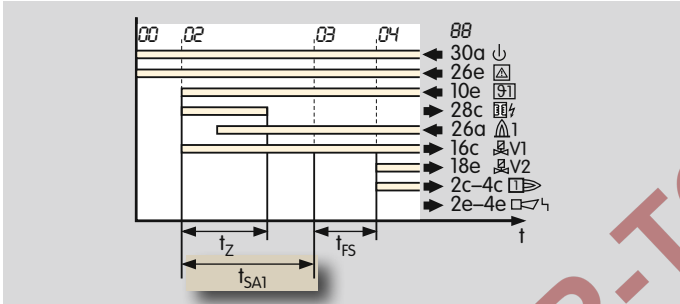 00 02 03 04 88
30a
26e
10e 91
28c
26a 1
16c V1
18e V2
2c–4c 1
2e–4e
t
tZ tFS
tSA1